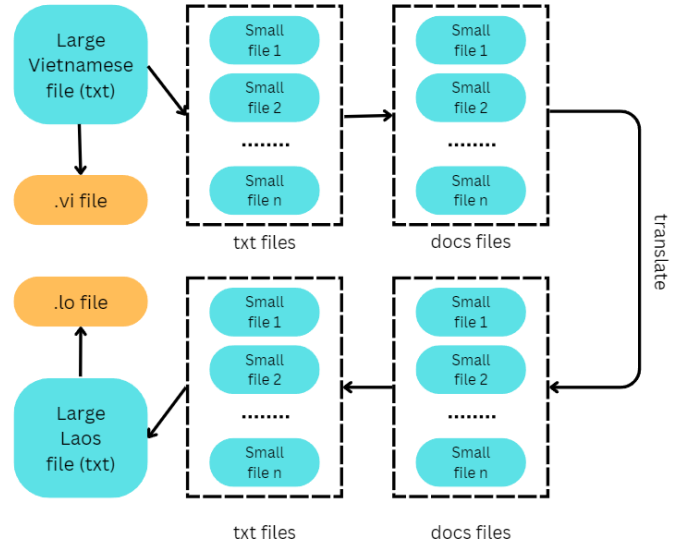 Large
Vietnamese
file (txt)
.vi file
Small
file 1
Small
file 2
........
Small
file n
txt files
Small
file 1
Small
file 2
........
Small
file n
docs files
translate
.lo file
Large
Laos
file (txt)
Small
file 1
Small
file 2
........
Small
file n
txt files
Small
file 1
Small
file 2
........
Small
file n
docs files